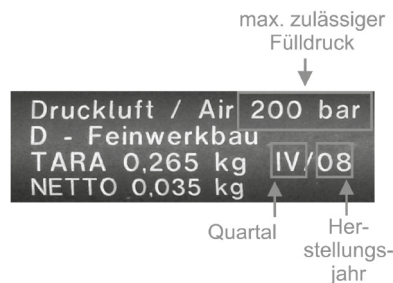 max. zulässiger
Fülldruck
Druckluft / Air 200 bar
D - Feinwerkbau
TARA 0,265 kg IV/08
NETTO 0,035 kg
Quartal
Her-
stellungs-
jahr